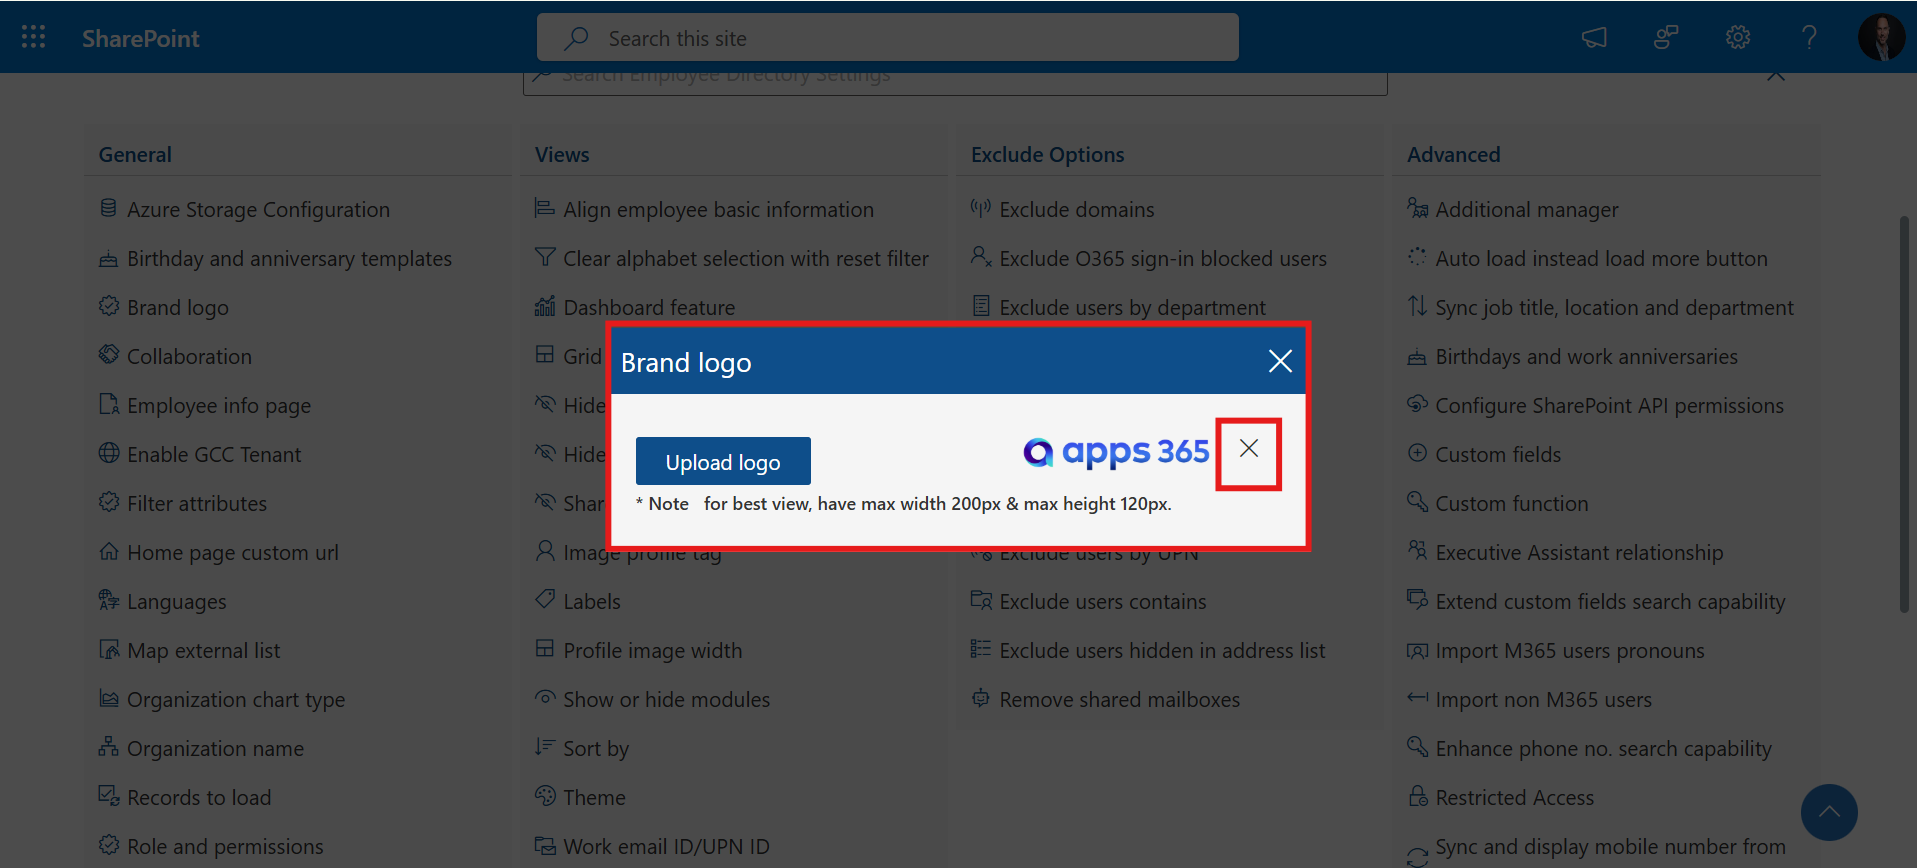 SharePoint
Search this site
Search Employee Directory Settings
General
Azure Storage Configuration
Birthday and anniversary templates
Brand logo
Collaboration
Employee info page
Enable GCC Tenant
Filter attributes
Home page custom url
Languages
Map external list
Organization chart type
Organization name
Records to load
Role and permissions
Views
Align employee basic information
Clear alphabet selection with reset filter
Dashboard feature
Grid
Hide
Hide
Image profile tag
Labels
Profile image width
Show or hide modules
Sort by
Theme
Work email ID/UPN ID
Exclude Options
Exclude domains
Exclude O365 sign-in blocked users
Exclude users by department
Exclude users by UPN
Exclude users contains
Exclude users hidden in address list
Remove shared mailboxes
Advanced
Additional manager
Auto load instead load more button
Sync job title, location and department
Birthdays and work anniversaries
Configure SharePoint API permissions
Custom fields
Custom function
Executive Assistant relationship
Extend custom fields search capability
Import M365 users pronouns
Import non M365 users
Enhance phone no. search capability
Restricted Access
Sync and display mobile number from
Brand logo
Upload logo
apps 365
* Note for best view, have max width 200px & max height 120px.